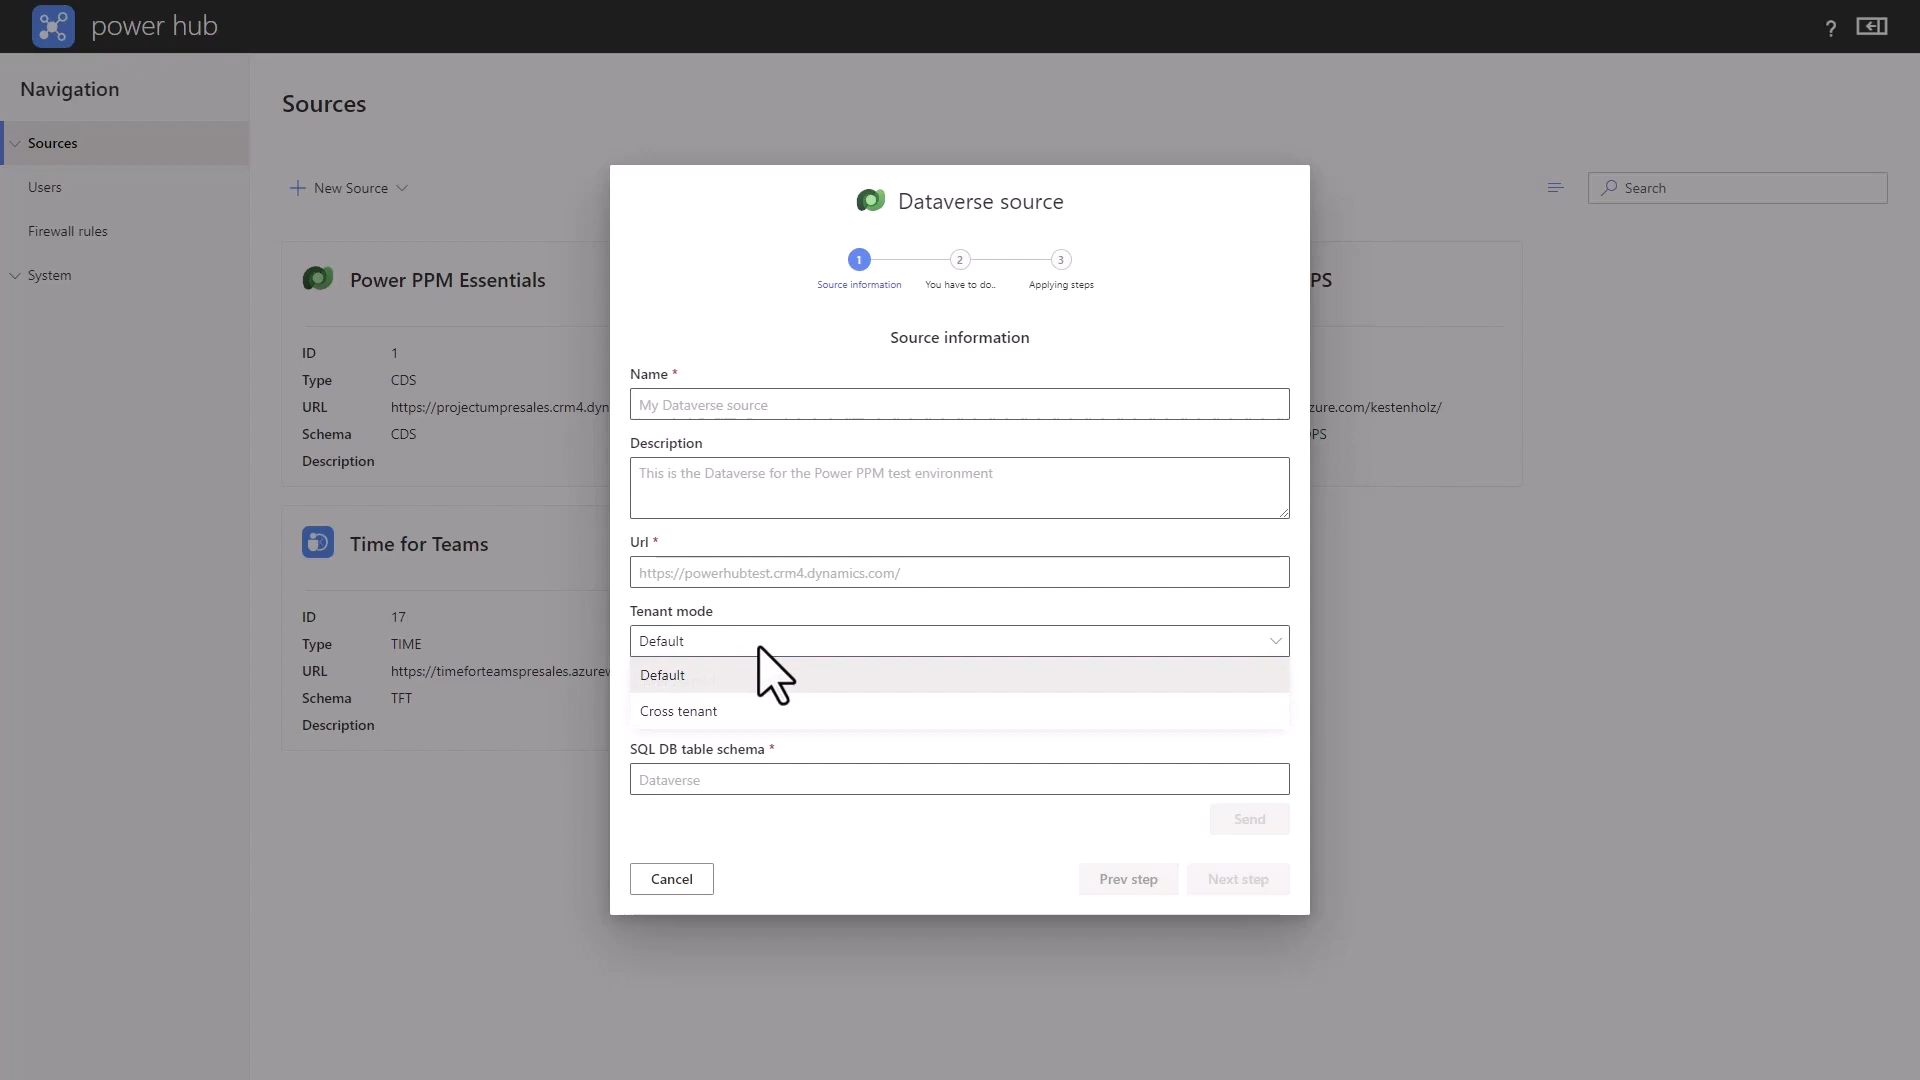 power hub
?
Navigation
Sources
Users
Firewall rules
System
Sources
New Source
Search
Power PPM Essentials
ID 1
Type CDS
URL https://projectumpresales.crm4.dyn
Schema CDS
Description
Time for Teams
ID 17
Type TIME
URL https://timeforteamspresales.azurew
Schema TFT
Description
PS
zure.com/kestenholz/
PS
Dataverse source
1 2 3
Source information You have to do.. Applying steps
Source information
Name *
My Dataverse source
Description
This is the Dataverse for the Power PPM test environment
Url *
https://powerhubtest.crm4.dynamics.com/
Tenant mode
Default
Default
Cross tenant
SQL DB table schema *
Dataverse
Send
Cancel Prev step Next step